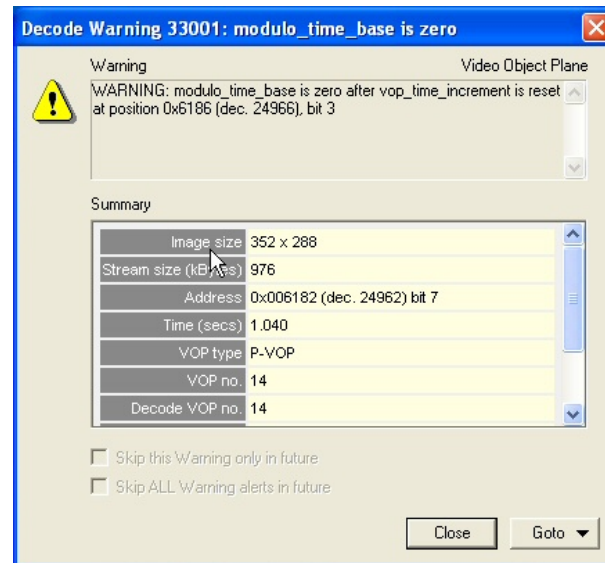 Decode Warning 33001: modulo_time_base is zero
Warning Video Object Plane
WARNING: modulo_time_base is zero after vop_time_increment is reset
at position 0x6186 (dec. 24966), bit 3
Summary
Image size 352 x 288
Stream size (kBytes) 976
Address 0x006182 (dec. 24962) bit 7
Time (secs) 1.040
VOP type P-VOP
VOP no. 14
Decode VOP no. 14
Skip this Warning only in future
Skip ALL Warning alerts in future
Close Goto